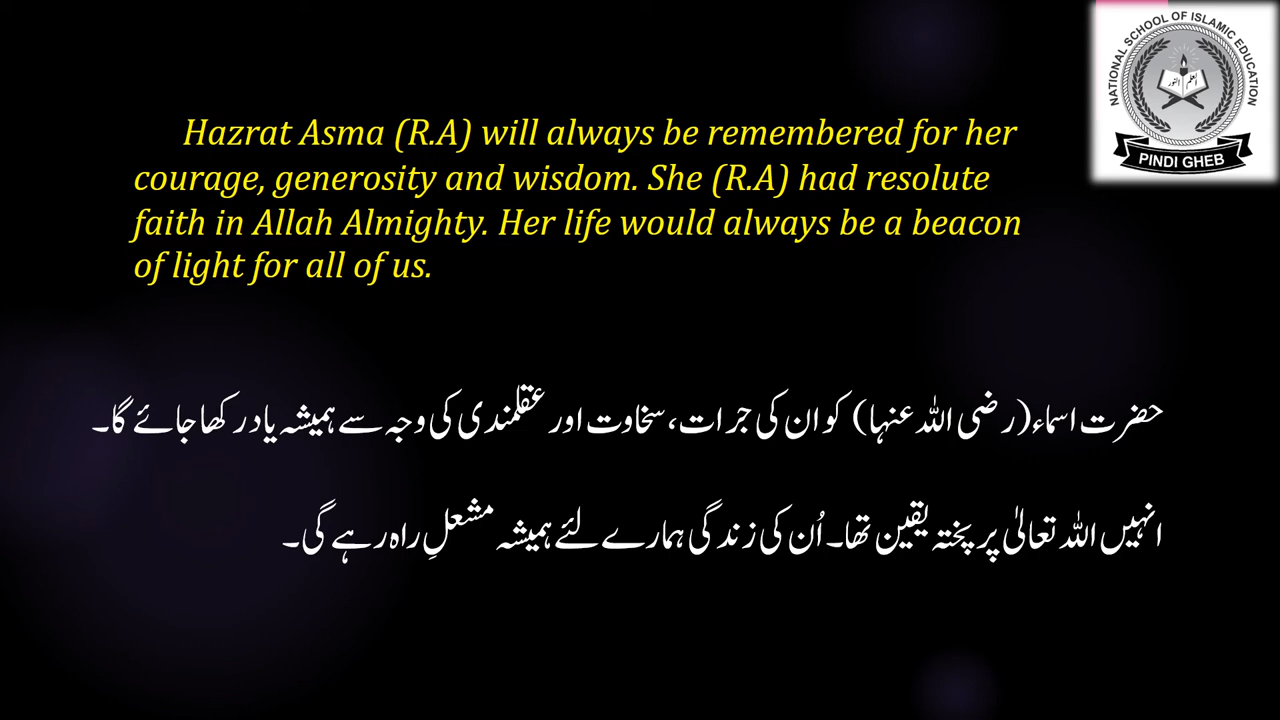 NATIONAL SCHOOL OF ISLAMIC EDUCATION
PINDI GHEB
Hazrat Asma (R.A) will always be remembered for her
courage, generosity and wisdom. She (R.A) had resolute
faith in Allah Almighty. Her life would always be a beacon
of light for all of us.
حضرت اسماء(رضی اللہ عنہا) کو ان کی جرات، سخاوت اور عقلمندی کی وجہ سے ہمیشہ یاد رکھا جائے گا۔
انہیں اللہ تعالیٰ پر پختہ یقین تھا۔ اُن کی زندگی ہمارے لئے ہمیشہ مشعلِ راہ رہے گی۔